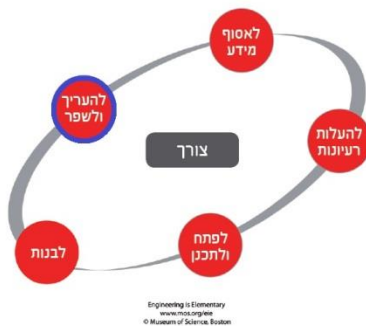 לאסוף
מידע
להעריך
ולשפר
להעלות
רעיונות
צורך
לפתח
ולתכנן
לבנות
Engineering is Elementary
www.mos.org/eie
© Museum of Science, Boston